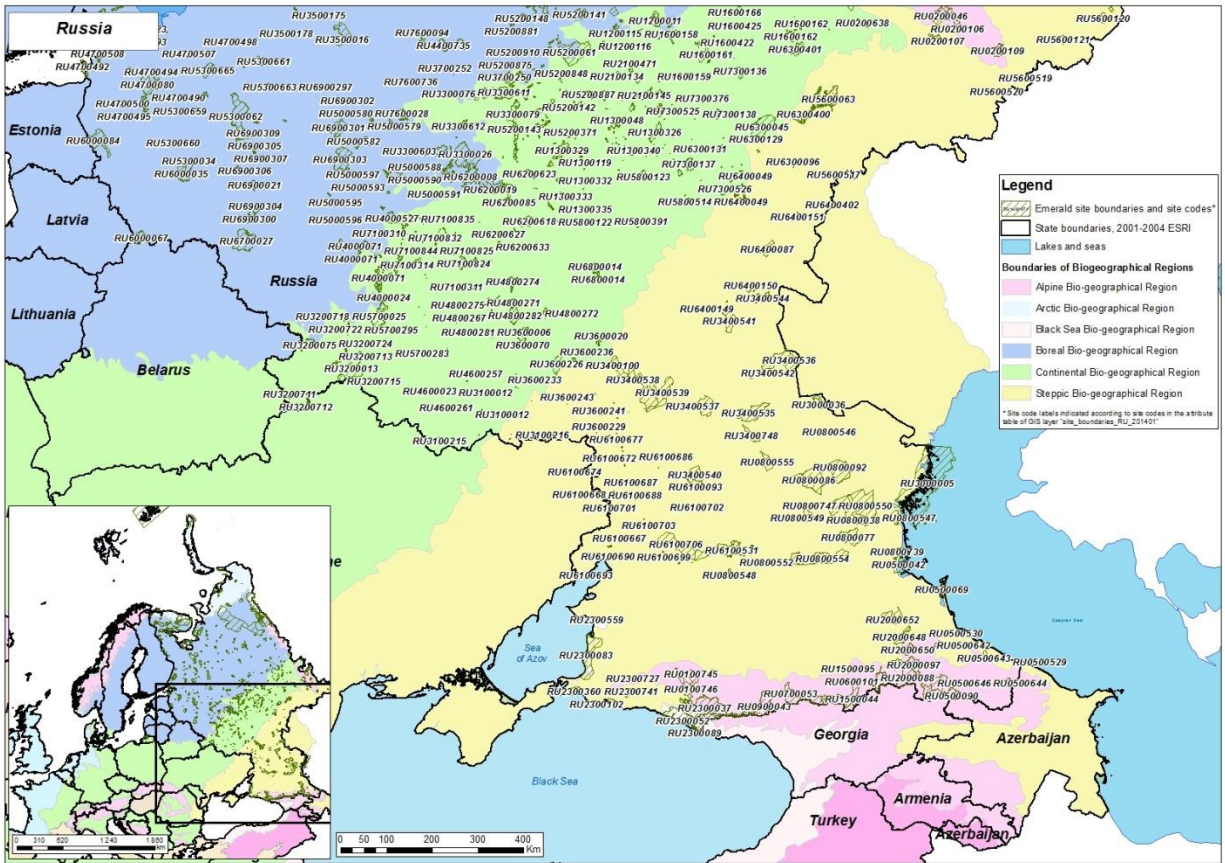 Russia
RU3500175
RU5200148
RU5200141
RU1600166
RU5600120
RU3500178
RU3500016
RU7600094
RU4400735
RU5200881
RU1200115
RU1200011
RU1600158
RU1600425
RU1600162
RU1600162
RU0200638
RU0200046
RU0200106
RU0200107
RU0200109
RU5600121
RU4700508
RU4700492
RU4700507
RU4700498
RU5300661
RU5200910
RU5200061
RU1200116
RU1600422
RU1600161
RU6300401
RU4700494
RU4700080
RU5300665
RU3700252
RU5200875
RU3700250
RU5200848
RU2100471
RU2100134
RU1600159
RU7300136
RU5600519
RU5600520
RU4700500
RU4700495
RU4700490
RU5300659
RU5300663
RU6900297
RU7600736
RU3300076
RU3300611
RU5200887
RU2100145
RU7300376
RU5600063
RU5300062
RU6900302
RU5000580
RU7600028
RU5000579
RU3300079
RU5200142
RU1300048
RU7300525
RU7300138
RU6300400
Estonia
RU6000084
RU6900309
RU6900301
RU5000582
RU3300612
RU5200143
RU5200371
RU1300326
RU6300045
RU6300129
RU5300660
RU6900305
RU5300034
RU6000035
RU6900307
RU6900306
RU6900303
RU3300603
RU3300026
RU1300329
RU1300119
RU1300340
RU6300131
RU7300137
RU6300096
RU6900021
RU5000597
RU5000593
RU5000588
RU5000590
RU6200008
RU6200623
RU1300332
RU5800123
RU6400049
RU7300526
RU5000595
RU5000591
RU6200019
RU6200085
RU1300333
RU5800514
RU6400049
RU6400402
Latvia
RU6900304
RU6900300
RU5000596
RU4000527
RU7100835
RU1300335
RU6200618
RU5800122
RU5800391
RU6400151
RU6000067
RU6700027
RU7100310
RU7100832
RU6200627
RU6200633
RU4000071
RU4000071
RU7100844
RU7100825
RU7100314
RU7100824
RU6800014
RU6800014
RU6400087
Russia
RU4000071
RU7100311
RU4800274
RU6400150
RU3400544
Lithuania
RU4000024
RU4800275
RU4800271
RU6400149
RU3200718
RU5700025
RU4800267
RU4800282
RU4800272
RU3400541
RU3200722
RU5700295
RU4800281
RU3600006
RU3200075
RU3200724
RU3600070
RU3600020
Belarus
RU3200713
RU5700283
RU3600236
RU3400536
RU3200013
RU3600226
RU3400100
RU3400542
RU3200715
RU4600257
RU3600233
RU3400538
RU3200711
RU3200712
RU4600023
RU3100012
RU3600243
RU3400539
RU4600261
RU3100012
RU3400537
RU3400535
RU3000036
RU3600241
RU3600229
RU3100215
RU3100216
RU6100677
RU3400748
RU0800546
RU6100672
RU6100686
RU0800555
RU0800092
RU6100674
RU3400540
RU0800086
RU6100687
RU6100093
RU3000005
RU6100668
RU6100688
RU6100701
RU6100702
RU0800747
RU0800550
RU0800549
RU0800038
RU0800547
RU6100703
RU6100667
RU0800077
RU6100706
RU6100531
RU0800739
RU6100690
RU6100699
RU0800552
RU0800554
RU0500042
RU6100693
RU0800548
RU0500069
RU2300559
RU2000652
Sea
of Azov
RU2000648
RU0500530
RU2300083
RU2000650
RU0500642
RU0500643
RU0500529
RU2300727
RU0100745
RU1500095
RU2000097
RU2300360
RU2300741
RU0100746
RU0700053
RU0600101
RU2000088
RU0500646
RU0500644
RU2300102
RU2300037
RU0900043
RU1500044
RU0500090
RU2300052
RU2300089
Georgia
Azerbaijan
Black Sea
Caspian Sea
Armenia
Turkey
Azerbaijan
Legend
Emerald site boundaries and site codes*
State boundaries, 2001-2004 ESRI
Lakes and seas
Boundaries of Biogeographical Regions
Alpine Bio-geographical Region
Arctic Bio-geographical Region
Black Sea Bio-geographical Region
Boreal Bio-geographical Region
Continental Bio-geographical Region
Steppic Bio-geographical Region
* Site code labels indicated according to site codes in the attribute
table of GIS layer "site_boundaries_RU_201401"
0 310 620 1 240 1 860
km
0 50 100 200 300 400
Km